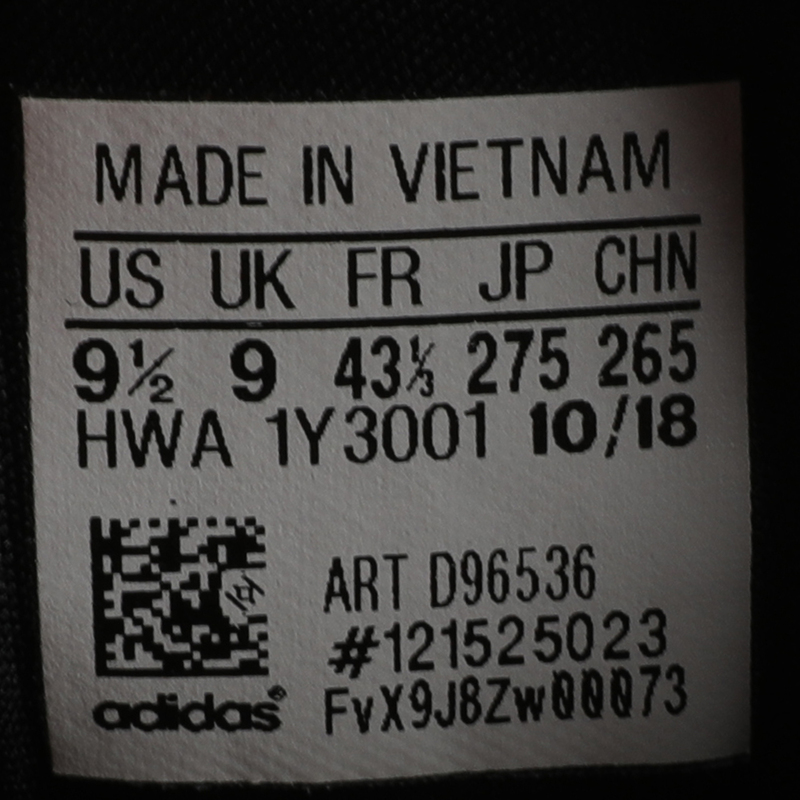 MADE IN VIETNAM
US UK FR JP CHN
9½ 9 43⅓ 275 265
HWA 1Y3001 10/18
ART D96536
#121525023
adidas® FvX9J8Zw00073